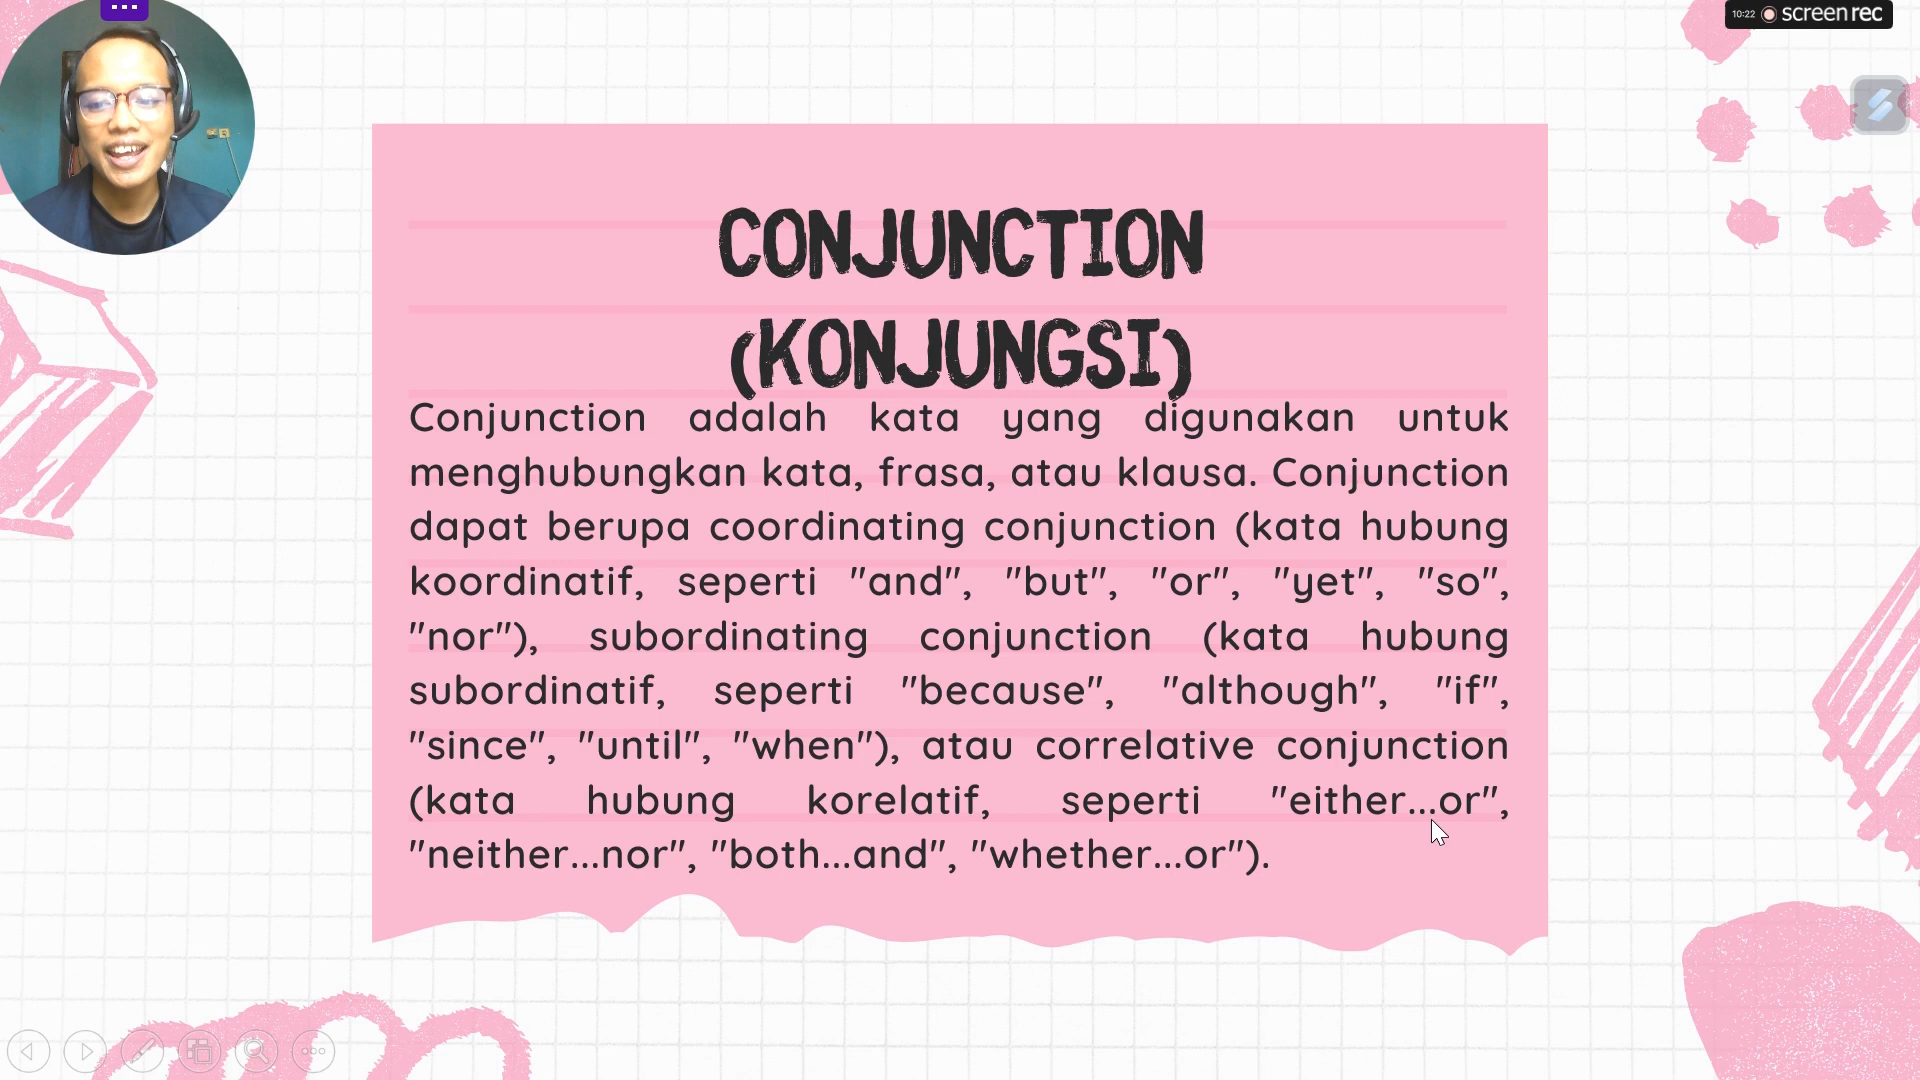 10:22 screenrec
CONJUNCTION
(KONJUNGSI)
Conjunction adalah kata yang digunakan untuk
menghubungkan kata, frasa, atau klausa. Conjunction
dapat berupa coordinating conjunction (kata hubung
koordinatif, seperti "and", "but", "or", "yet", "so",
"nor"), subordinating conjunction (kata hubung
subordinatif, seperti "because", "although", "if",
"since", "until", "when"), atau correlative conjunction
(kata hubung korelatif, seperti "either...or",
"neither...nor", "both...and", "whether...or").